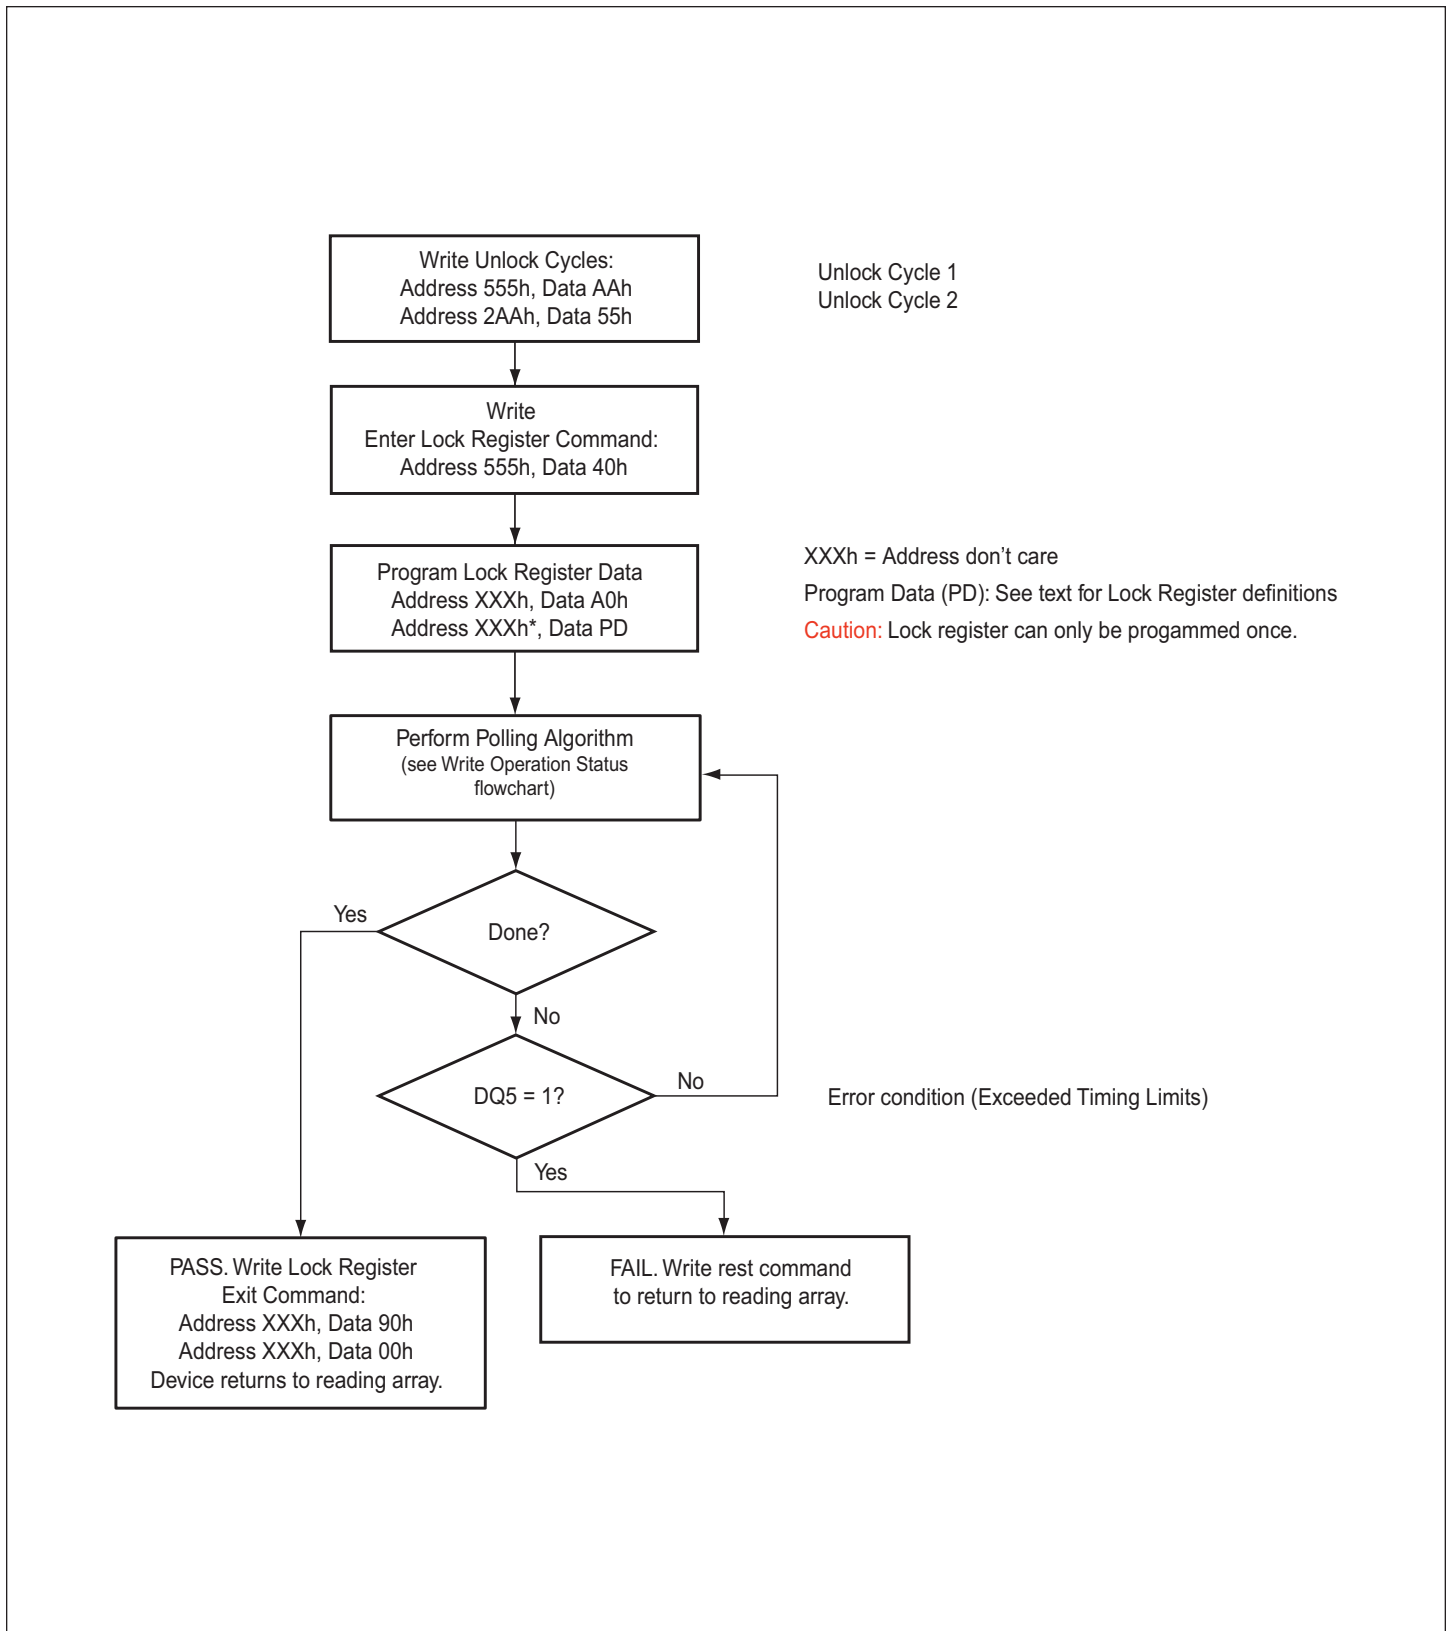 Write Unlock Cycles:
Address 555h, Data AAh
Address 2AAh, Data 55h
Unlock Cycle 1
Unlock Cycle 2
Write
Enter Lock Register Command:
Address 555h, Data 40h
Program Lock Register Data
Address XXXh, Data A0h
Address XXXh*, Data PD
XXXh = Address don't care
Program Data (PD): See text for Lock Register definitions
Caution: Lock register can only be progammed once.
Perform Polling Algorithm
(see Write Operation Status
flowchart)
Yes
Done?
No
DQ5 = 1?
No
Error condition (Exceeded Timing Limits)
Yes
PASS. Write Lock Register
Exit Command:
Address XXXh, Data 90h
Address XXXh, Data 00h
Device returns to reading array.
FAIL. Write rest command
to return to reading array.